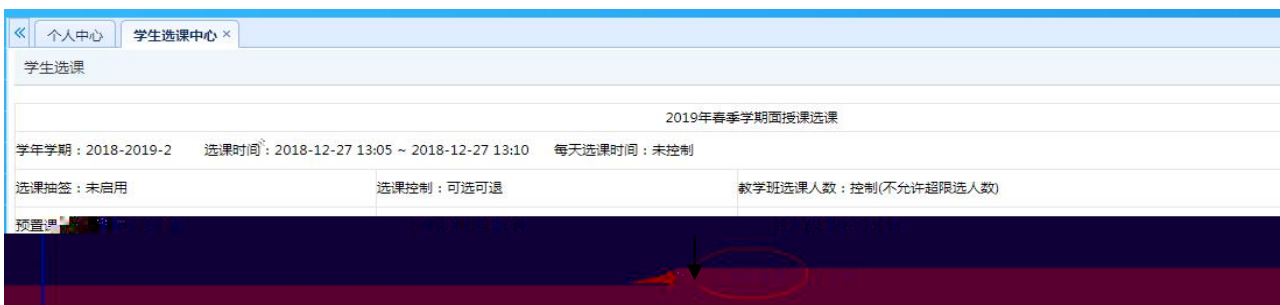 个人中心 学生选课中心
学生选课
2019年春季学期面授课选课
学年学期：2018-2019-2 选课时间：2018-12-27 13:05 ~ 2018-12-27 13:10 每天选课时间：未控制
选课抽签：未启用 选课控制：可选可退 教学班选课人数：控制(不允许超限选人数)
预置课